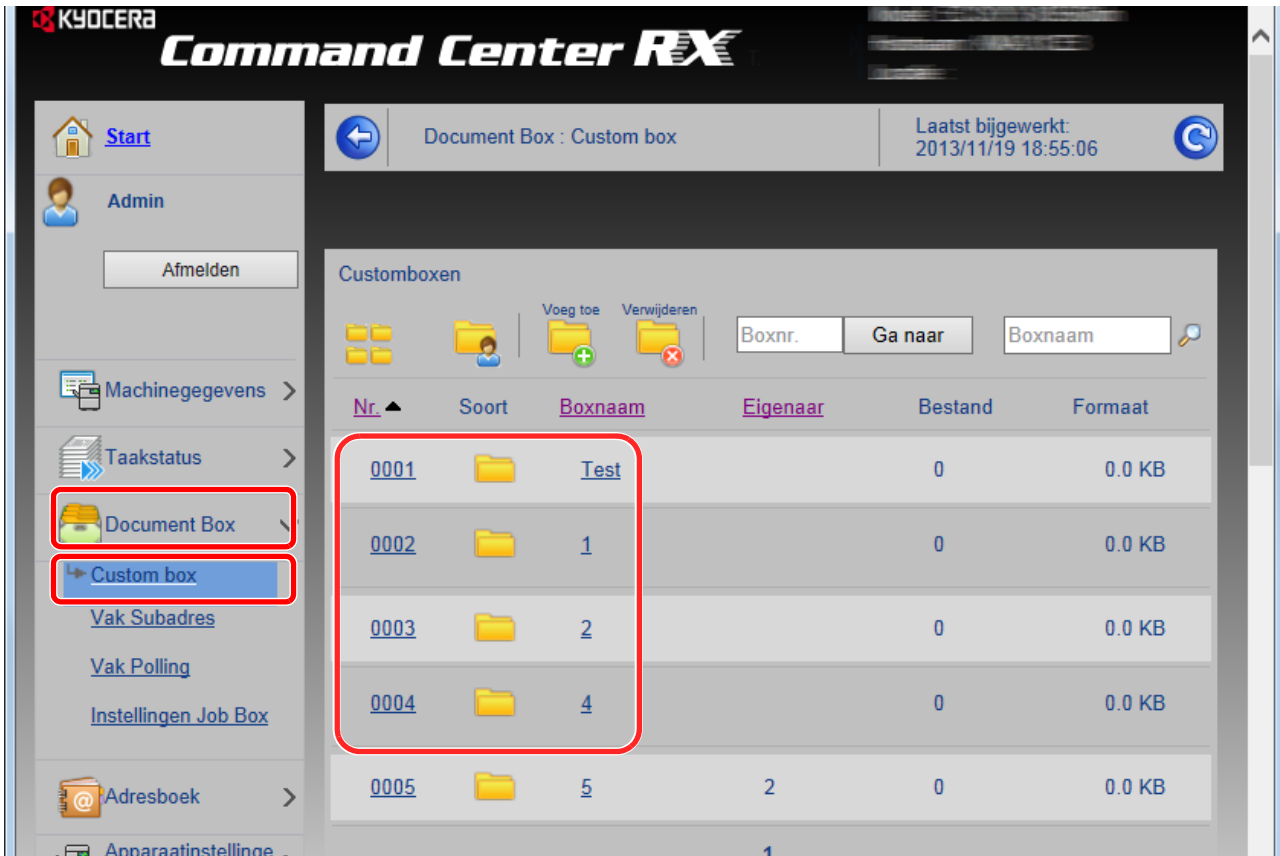 KYOCERA
Command Center RX
Start
Document Box : Custom box
Laatst bijgewerkt:
2013/11/19 18:55:06
Admin
Afmelden
Machinegegevens
Taakstatus
Document Box
Custom box
Vak Subadres
Vak Polling
Instellingen Job Box
Adresboek
Apparaatinstellinge
Customboxen
Voeg toe Verwijderen
Boxnr. Ga naar Boxnaam
Nr. Soort Boxnaam Eigenaar Bestand Formaat
0001 Test 0 0.0 KB
0002 1 0 0.0 KB
0003 2 0 0.0 KB
0004 4 0 0.0 KB
0005 5 2 0 0.0 KB
1